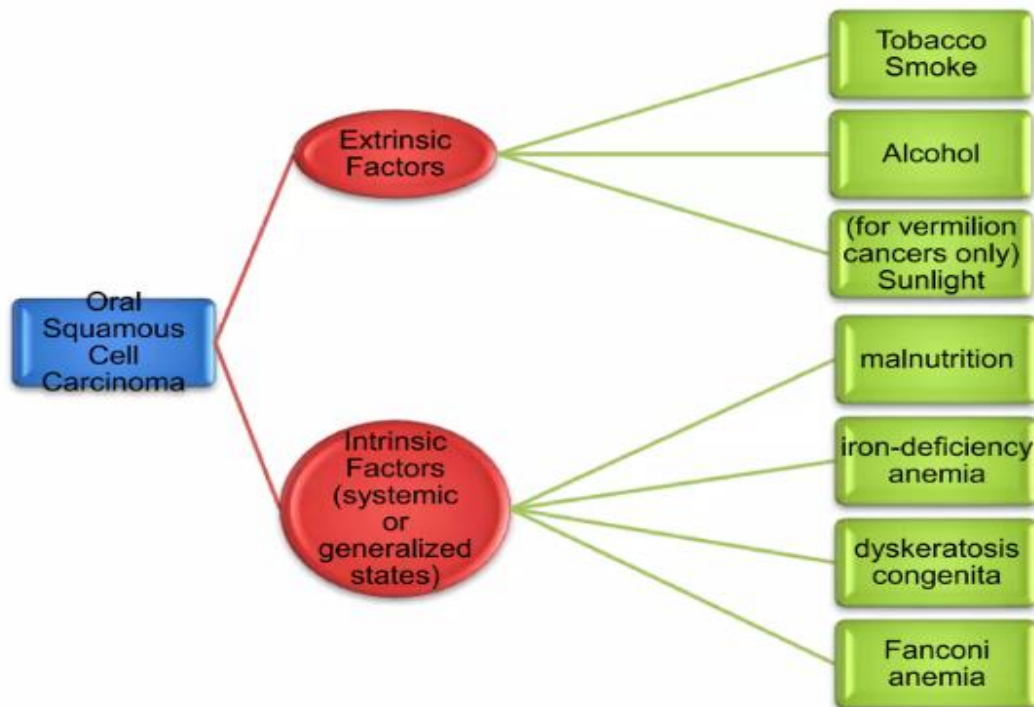 Oral
Squamous
Cell
Carcinoma
Extrinsic
Factors
Tobacco
Smoke
Alcohol
(for vermilion
cancers only)
Sunlight
Intrinsic
Factors
(systemic
or
generalized
states)
malnutrition
iron-deficiency
anemia
dyskeratosis
congenita
Fanconi
anemia